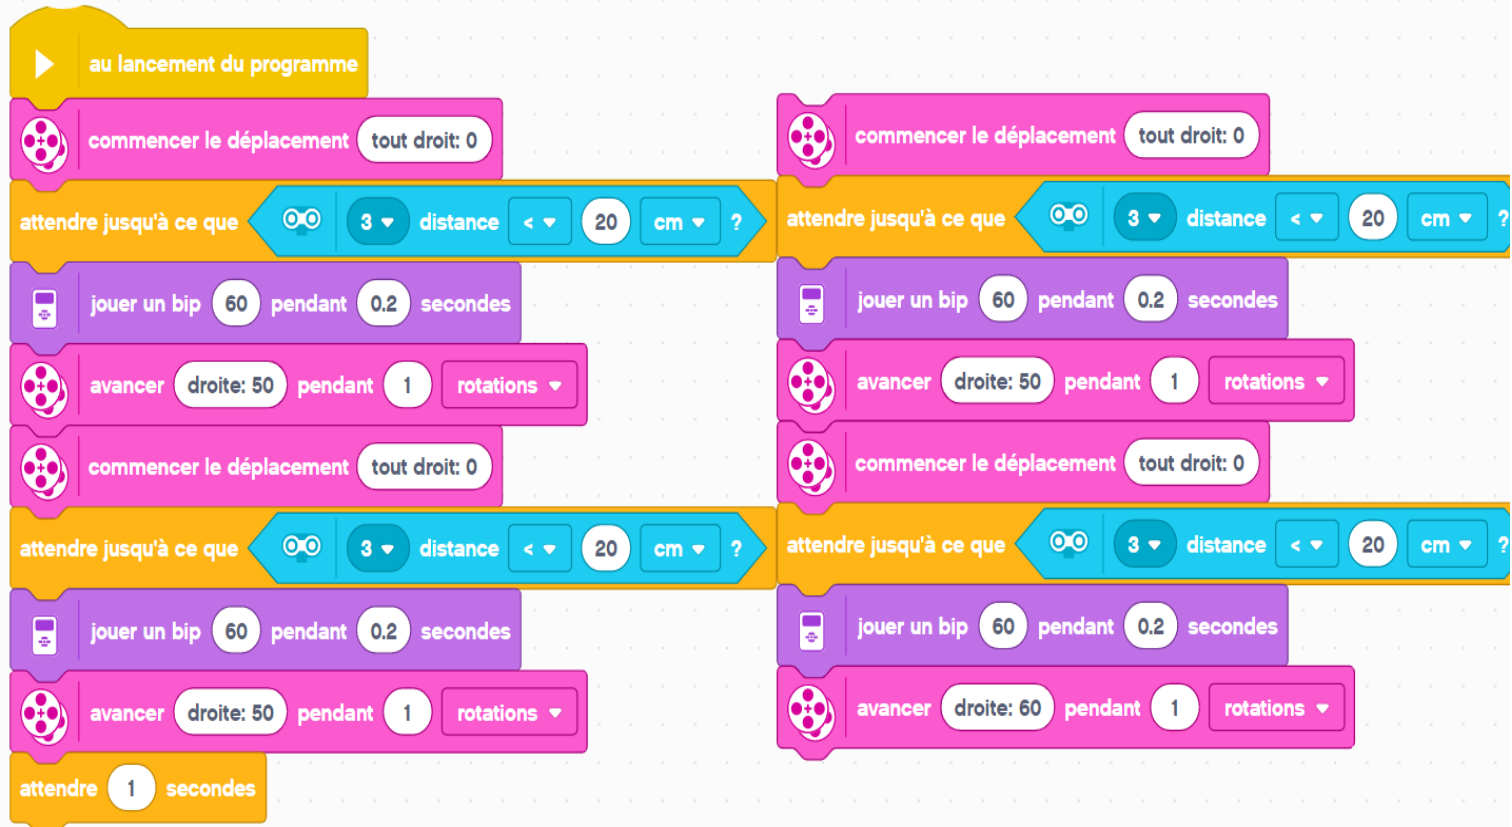 au lancement du programme
commencer le déplacement tout droit: 0
attendre jusqu'à ce que 3 distance < 20 cm ?
jouer un bip 60 pendant 0.2 secondes
avancer droite: 50 pendant 1 rotations
commencer le déplacement tout droit: 0
attendre jusqu'à ce que 3 distance < 20 cm ?
jouer un bip 60 pendant 0.2 secondes
avancer droite: 50 pendant 1 rotations
attendre 1 secondes
commencer le déplacement tout droit: 0
attendre jusqu'à ce que 3 distance < 20 cm ?
jouer un bip 60 pendant 0.2 secondes
avancer droite: 50 pendant 1 rotations
commencer le déplacement tout droit: 0
attendre jusqu'à ce que 3 distance < 20 cm ?
jouer un bip 60 pendant 0.2 secondes
avancer droite: 60 pendant 1 rotations